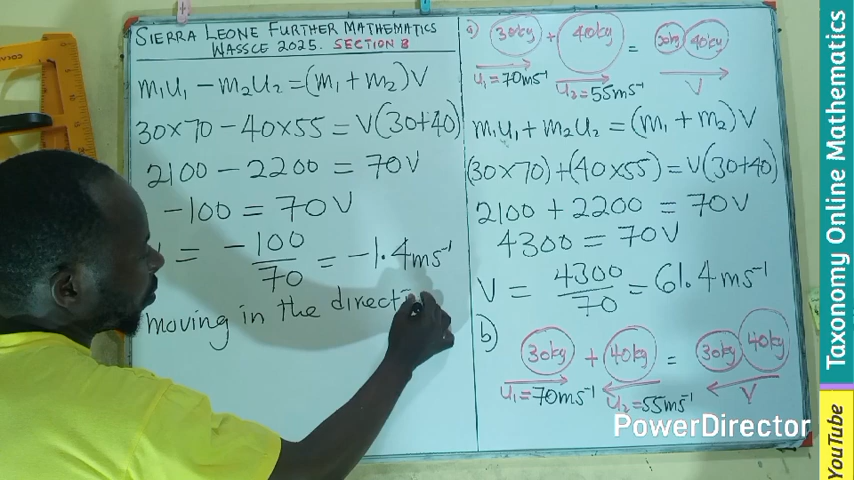 SIERRA LEONE FURTHER MATHEMATICS
WASSCE 2025. SECTION B
m₁u₁ - m₂u₂ = (m₁ + m₂)V
30×70 - 40×55 = V(30+40)
2100 - 2200 = 70V
-100 = 70V
= -100/70 = -1.4ms⁻¹
moving in the directi
a) 30kg + 40kg = 30kg 40kg
u₁=70ms⁻¹ u₂=55ms⁻¹ V
m₁u₁ + m₂u₂ = (m₁ + m₂)V
(30×70)+(40×55) = V(30+40)
2100 + 2200 = 70V
4300 = 70V
V = 4300/70 = 61.4ms⁻¹
b) 30kg + 40kg = 30kg 40kg
u₁=70ms⁻¹ u₂=55ms⁻¹ V
PowerDirector
Taxonomy Online Mathematics
YouTube